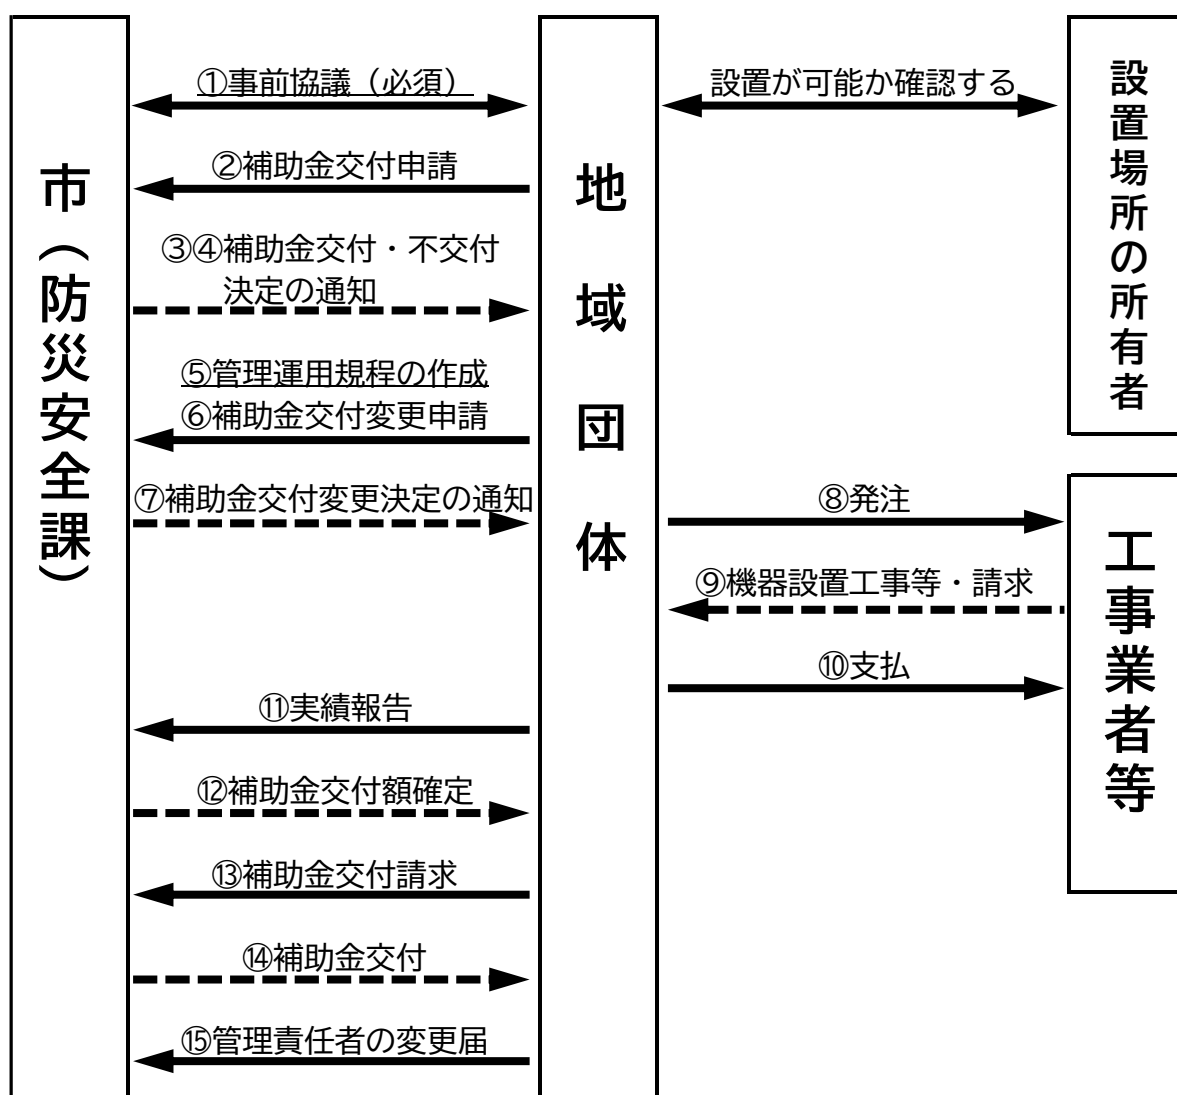 市（防災安全課）
地域団体
設置場所の所有者
工事業者等
①事前協議（必須）
設置が可能か確認する
②補助金交付申請
③④補助金交付・不交付
決定の通知
⑤管理運用規程の作成
⑥補助金交付変更申請
⑦補助金交付変更決定の通知
⑧発注
⑨機器設置工事等・請求
⑩支払
⑪実績報告
⑫補助金交付額確定
⑬補助金交付請求
⑭補助金交付
⑮管理責任者の変更届